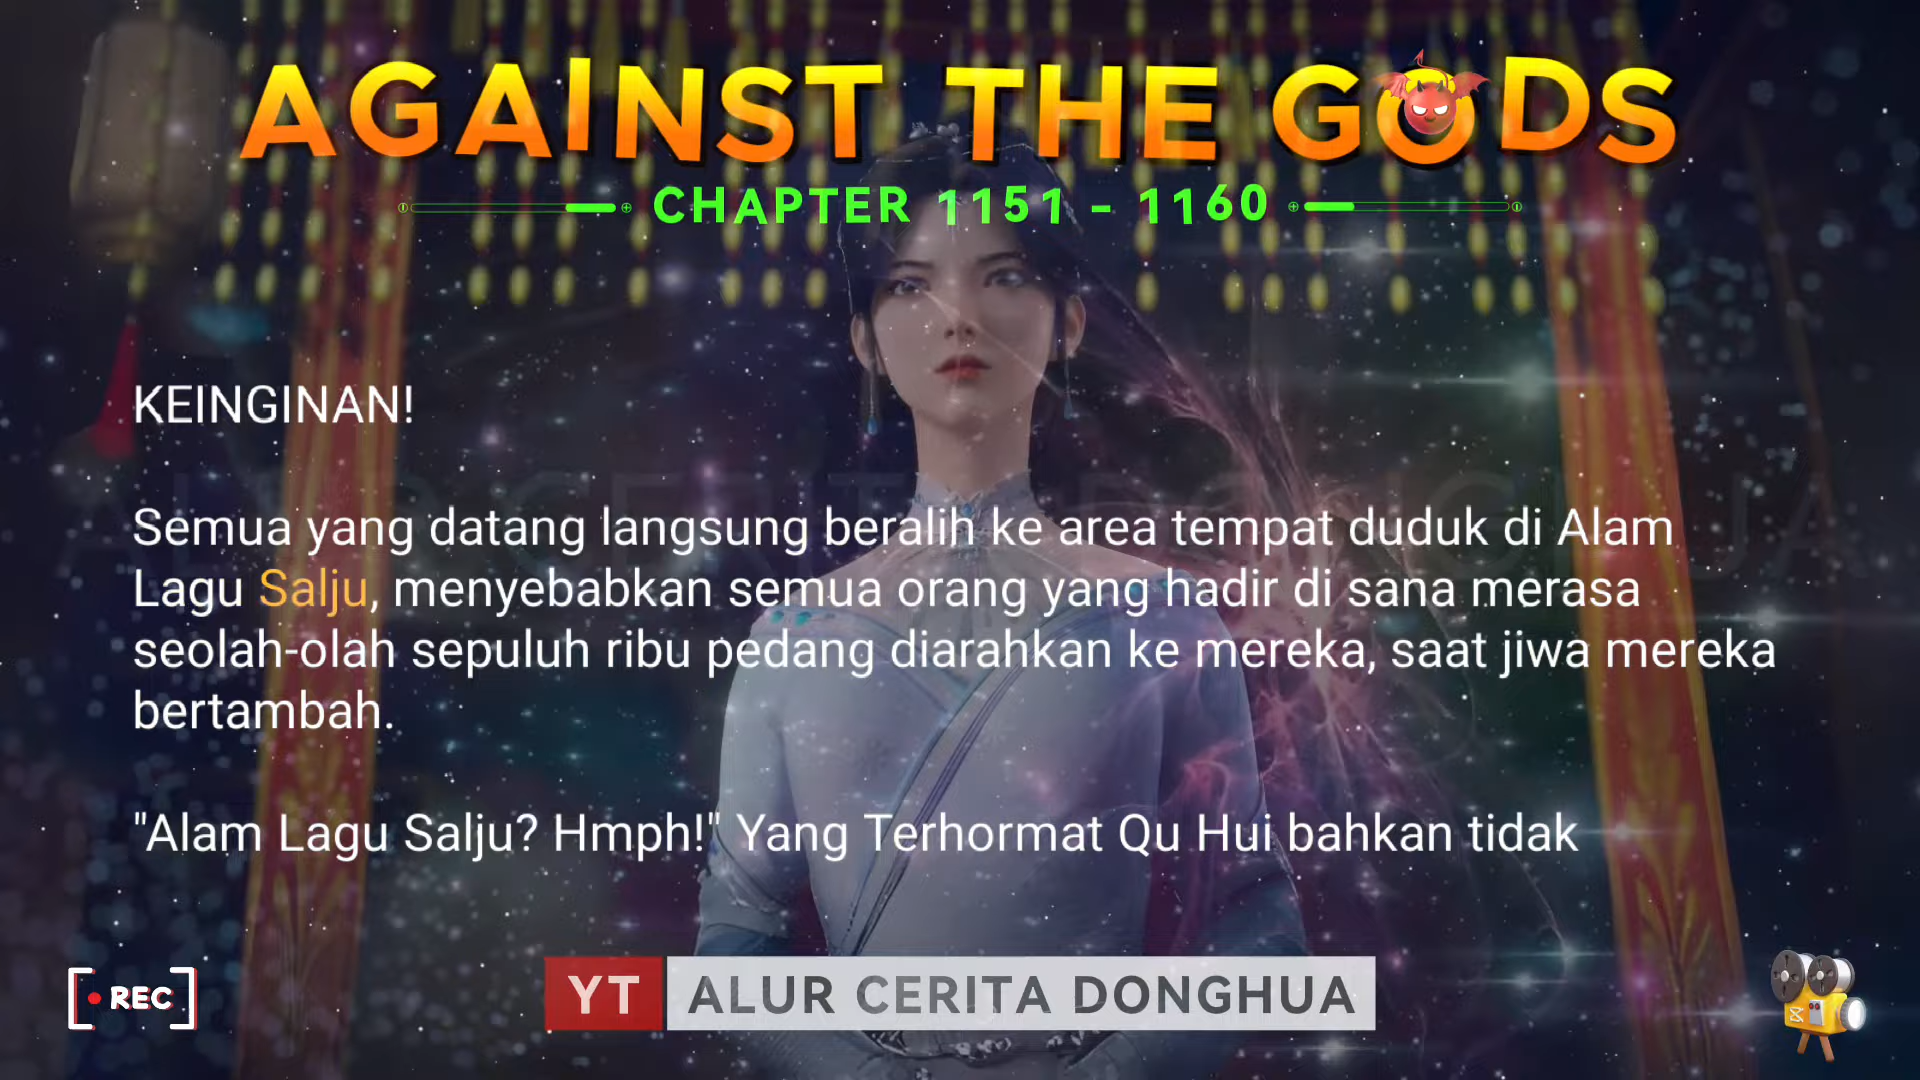 AGAINST THE GODS
CHAPTER 1151 - 1160
KEINGINAN!
Semua yang datang langsung beralih ke area tempat duduk di Alam
Lagu Salju, menyebabkan semua orang yang hadir di sana merasa
seolah-olah sepuluh ribu pedang diarahkan ke mereka, saat jiwa mereka
bertambah.
"Alam Lagu Salju? Hmph!" Yang Terhormat Qu Hui bahkan tidak
REC
YT ALUR CERITA DONGHUA